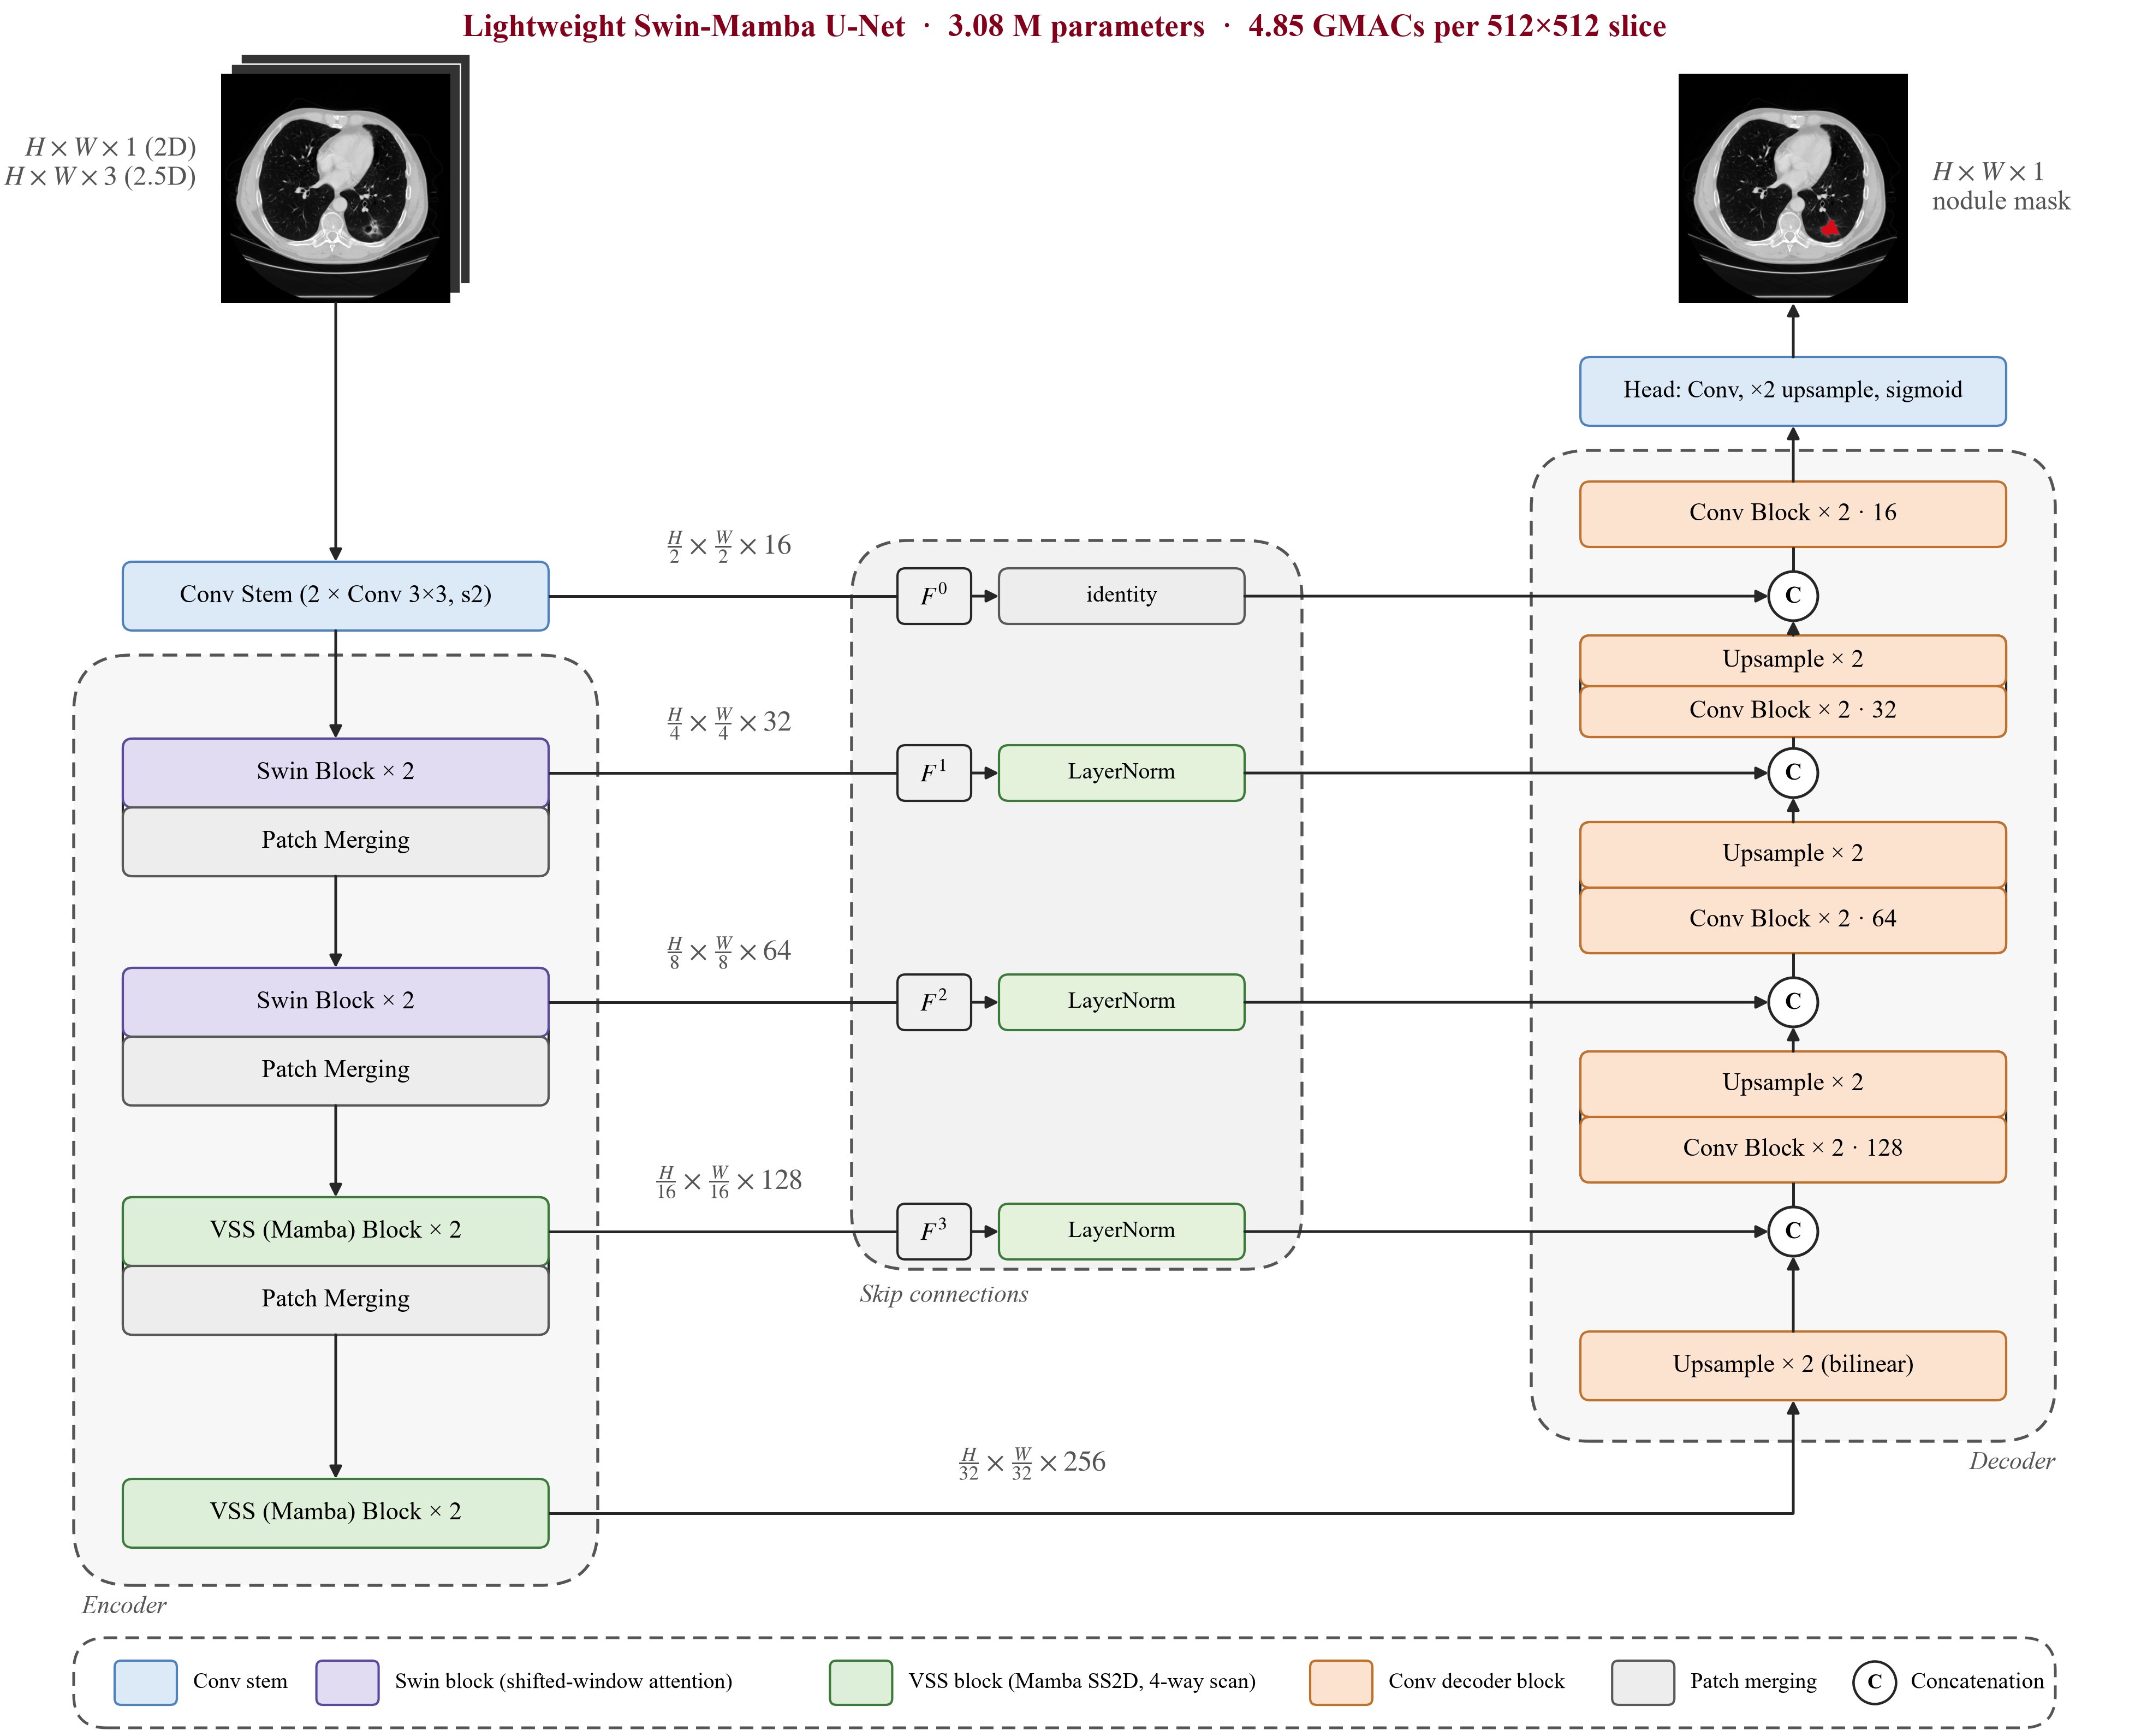 Lightweight Swin-Mamba U-Net · 3.08 M parameters · 4.85 GMACs per 512×512 slice
H × W × 1 (2D)
H × W × 3 (2.5D)
H × W × 1
nodule mask
Head: Conv, ×2 upsample, sigmoid
Conv Block × 2 · 16
H/2 × W/2 × 16
Conv Stem (2 × Conv 3×3, s2)
F⁰
identity
C
Upsample × 2
Conv Block × 2 · 32
H/4 × W/4 × 32
Swin Block × 2
F¹
LayerNorm
C
Patch Merging
Upsample × 2
Conv Block × 2 · 64
H/8 × W/8 × 64
Swin Block × 2
F²
LayerNorm
C
Patch Merging
Upsample × 2
Conv Block × 2 · 128
H/16 × W/16 × 128
VSS (Mamba) Block × 2
F³
LayerNorm
C
Patch Merging
Skip connections
Upsample × 2 (bilinear)
H/32 × W/32 × 256
Decoder
VSS (Mamba) Block × 2
Encoder
Conv stem
Swin block (shifted-window attention)
VSS block (Mamba SS2D, 4-way scan)
Conv decoder block
Patch merging
C
Concatenation